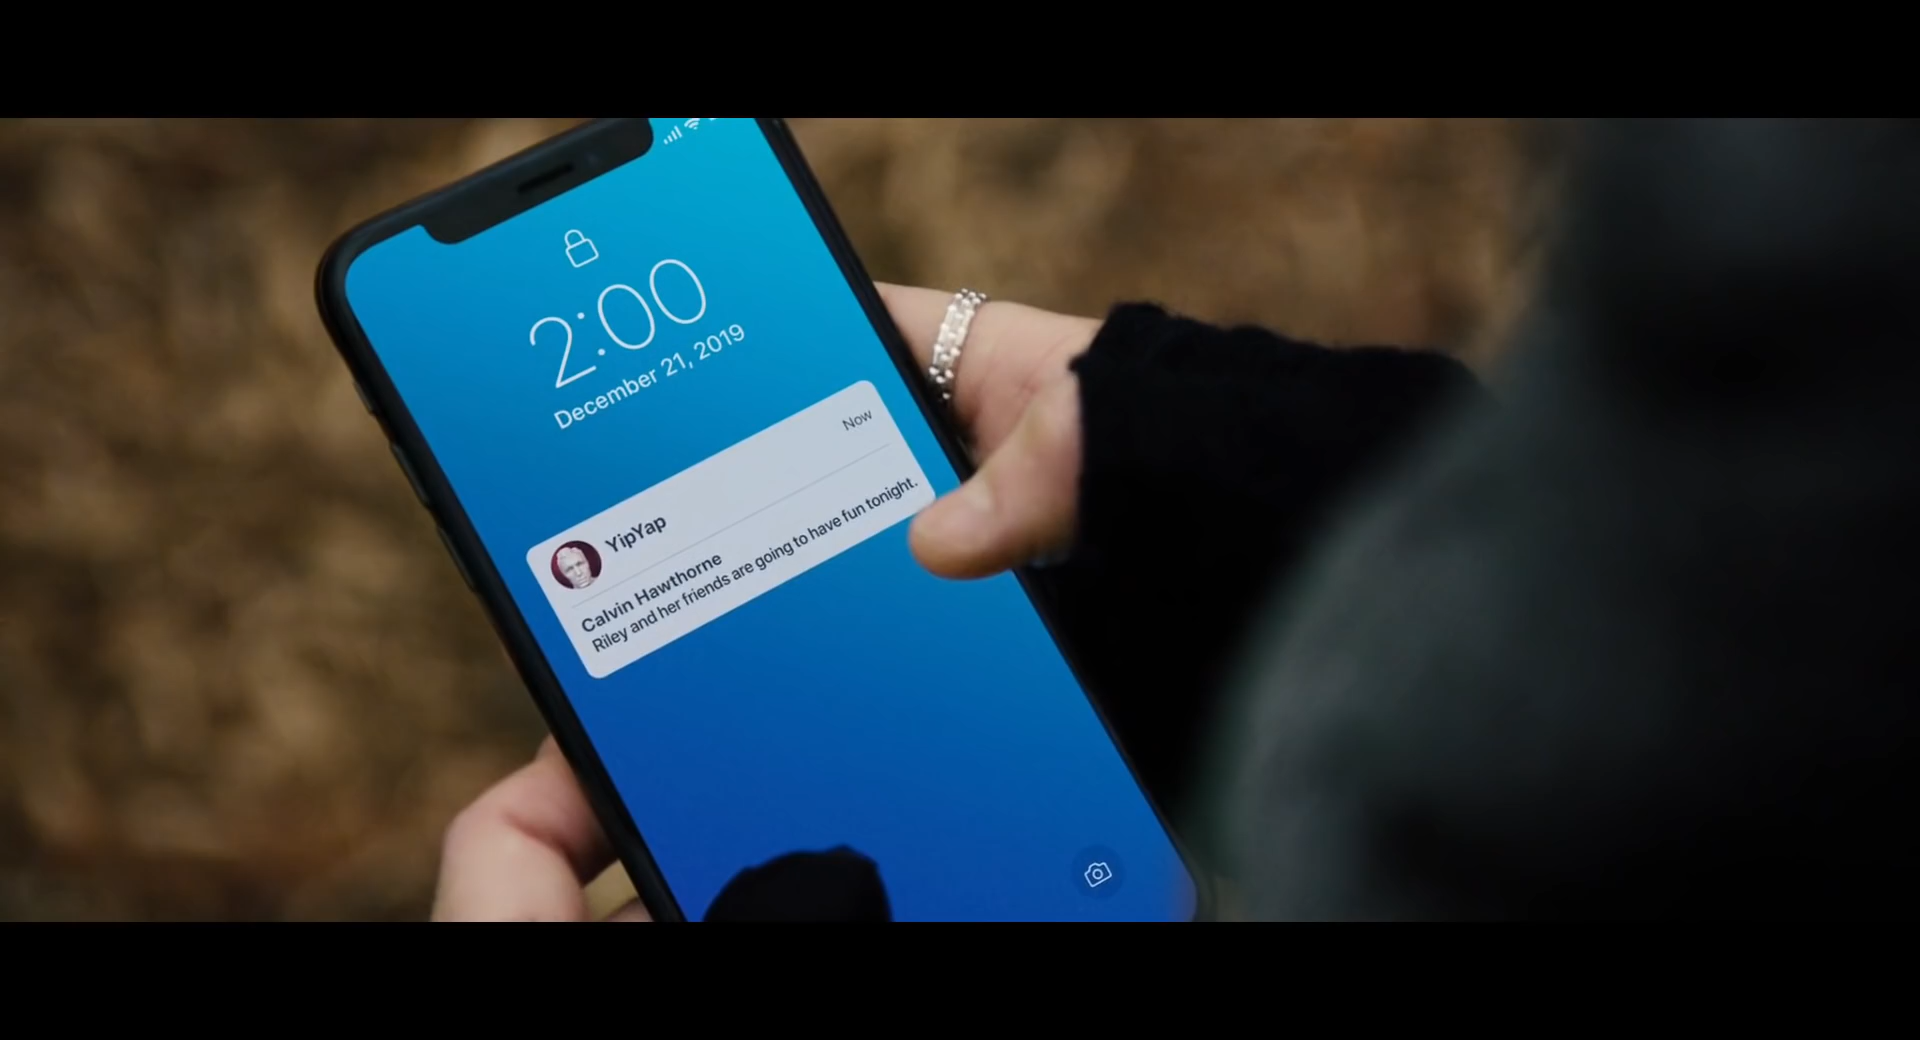 2:00
December 21, 2019
YipYap
Now
Calvin Hawthorne
Riley and her friends are going to have fun tonight.